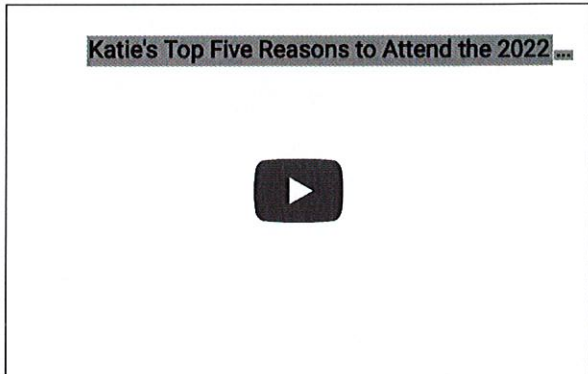 Katie's Top Five Reasons to Attend the 2022 ...